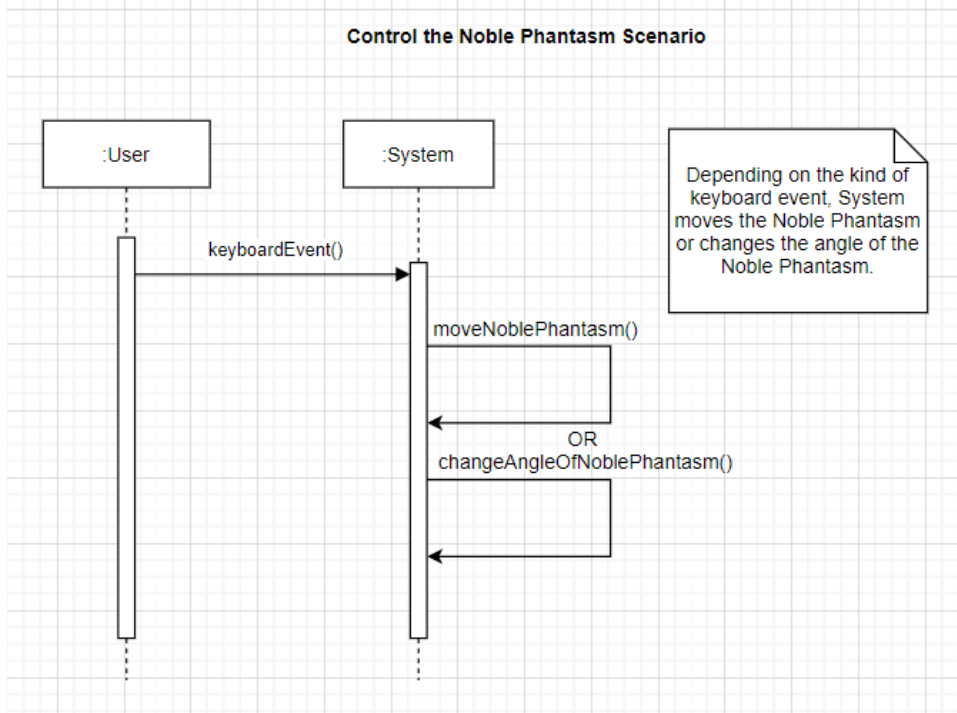 Control the Noble Phantasm Scenario
:User
:System
Depending on the kind of
keyboard event, System
moves the Noble Phantasm
or changes the angle of the
Noble Phantasm.
keyboardEvent()
moveNoblePhantasm()
OR
changeAngleOfNoblePhantasm()